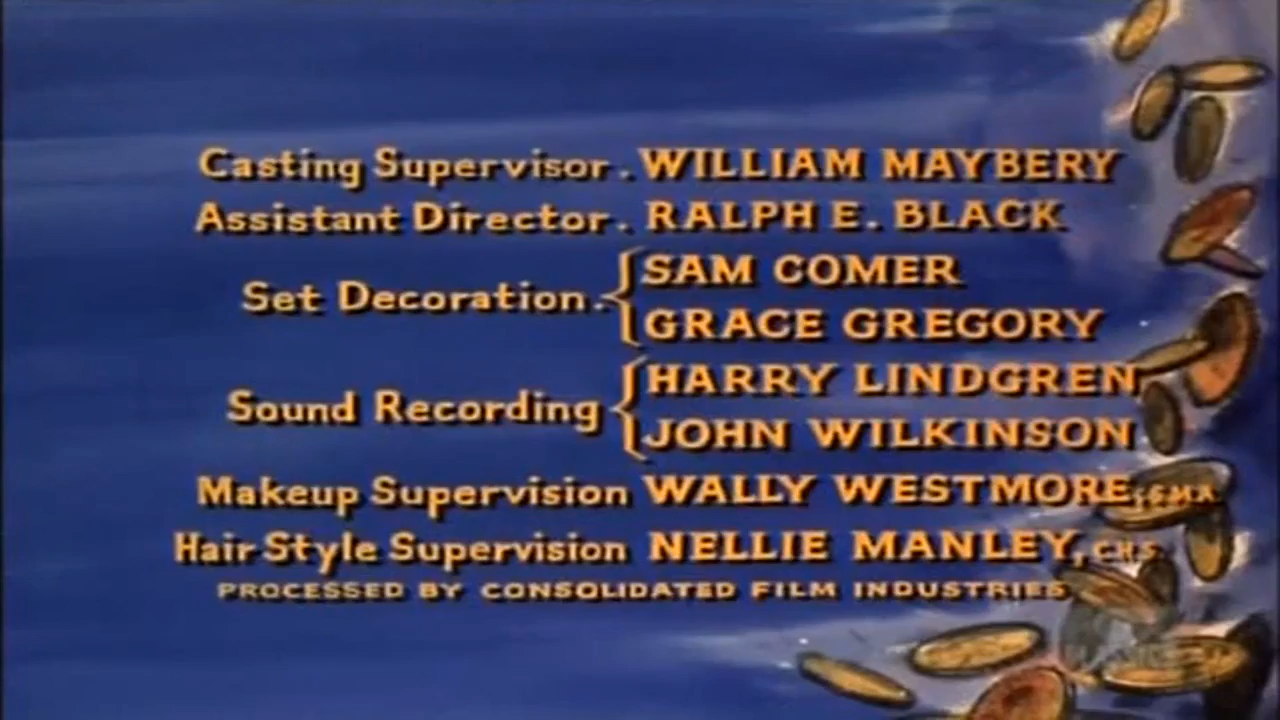 Casting Supervisor . WILLIAM MAYBERY
Assistant Director . RALPH E. BLACK
Set Decoration . SAM COMER
GRACE GREGORY
Sound Recording HARRY LINDGREN
JOHN WILKINSON
Makeup Supervision WALLY WESTMORE, S.M.A.
Hair Style Supervision NELLIE MANLEY, C.H.S.
PROCESSED BY CONSOLIDATED FILM INDUSTRIES